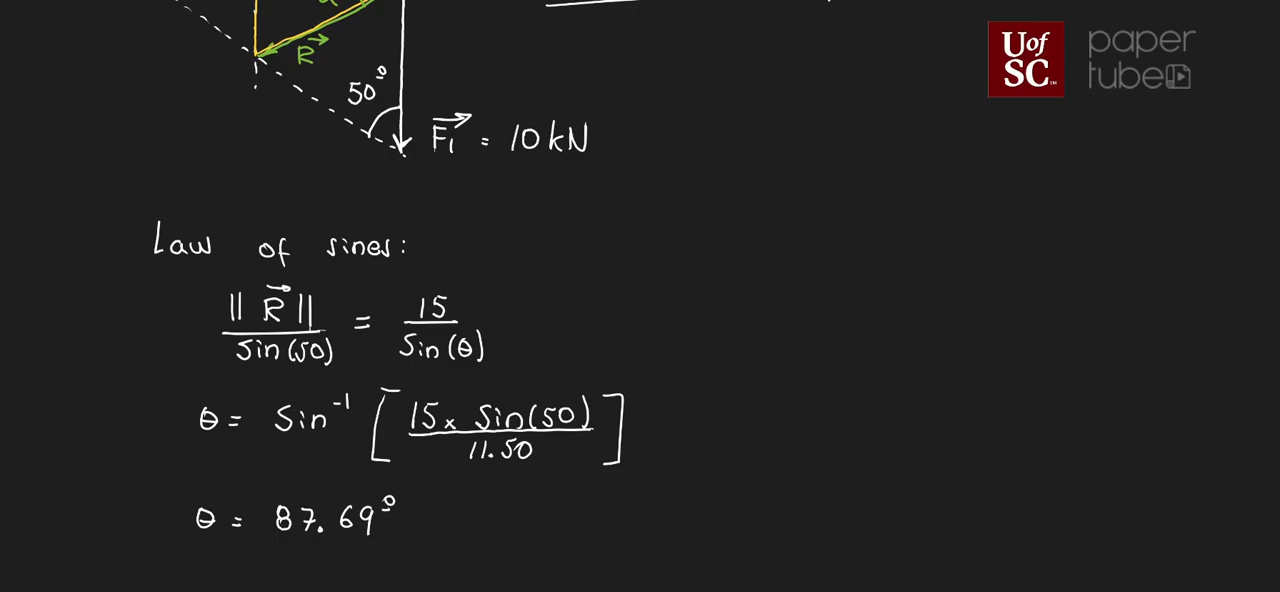 UofSC™
paper
tube
R⃗
50°
F₁⃗ = 10kN
Law of sines:
‖R⃗‖/Sin(50) = 15/Sin(θ)
θ = Sin⁻¹ [15 x Sin(50)/11.50]
θ = 87.69°